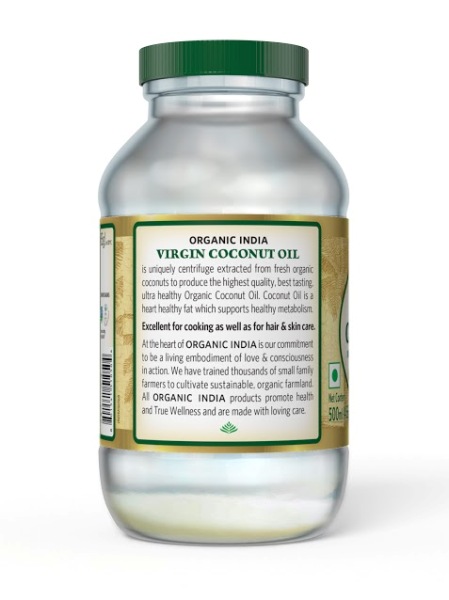 ORGANIC INDIA
VIRGIN COCONUT OIL
is uniquely centrifuge extracted from fresh organic
coconuts to produce the highest quality, best tasting,
ultra healthy Organic Coconut Oil. Coconut Oil is a
heart healthy fat which supports healthy metabolism.
Excellent for cooking as well as for hair & skin care.
At the heart of ORGANIC INDIA is our commitment
to be a living embodiment of love & consciousness
in action. We have trained thousands of small family
farmers to cultivate sustainable, organic farmland.
All ORGANIC INDIA products promote health
and True Wellness and are made with loving care.
Net Conten
500ml